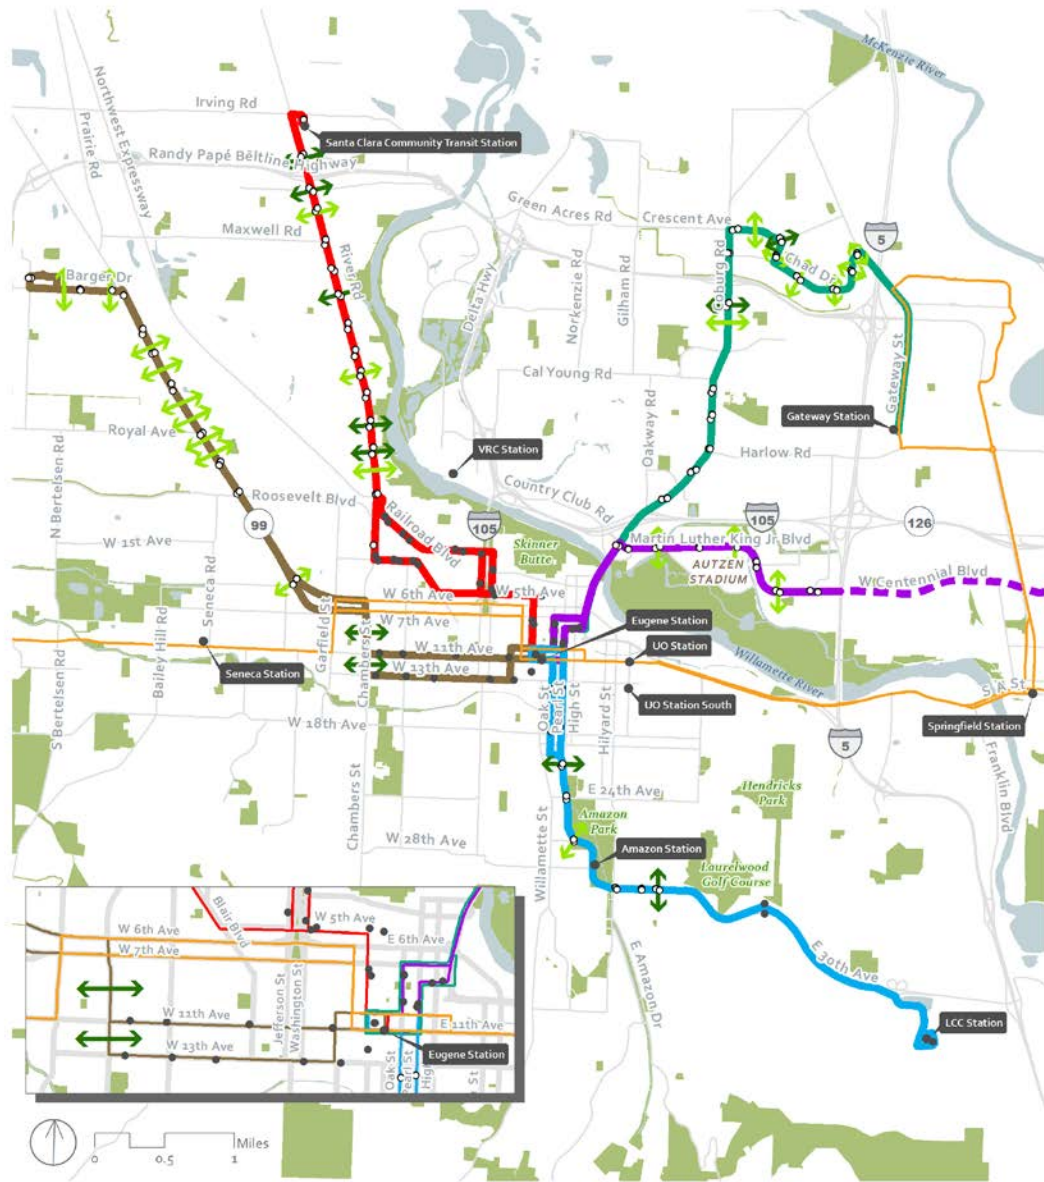 McKenzie River
Irving Rd
Santa Clara Community Transit Station
Northwest Expressway
Prairie Rd
Randy Papé Beltline Highway
Green Acres Rd
Crescent Ave
5
Maxwell Rd
River Rd
Barger Dr
Delta Hwy
Norkenzie Rd
Gilham Rd
Coburg Rd
Chad Dr
Gateway St
Cal Young Rd
Gateway Station
Royal Ave
N Bertelsen Rd
VRC Station
Oakway Rd
Harlow Rd
Roosevelt Blvd
Country Club Rd
99
Railroad Blvd
105
105
126
W 1st Ave
Skinner
Butte
Martin Luther King Jr Blvd
AUTZEN
STADIUM
W Centennial Blvd
Seneca Rd
W 5th Ave
W 6th Ave
W 7th Ave
Bailey Hill Rd
Garfield St
Chambers St
Eugene Station
W 11th Ave
UO Station
W 13th Ave
Willamette River
Seneca Station
S Bertelsen Rd
Oak St
Pearl St
High St
Hilyard St
UO Station South
S A St
Springfield Station
W 18th Ave
5
Franklin Blvd
Chambers St
E 24th Ave
Hendricks
Park
Amazon
Park
W 28th Ave
Willamette St
Amazon Station
Laurelwood
Golf Course
E Amazon Dr
E 30th Ave
LCC Station
Blair Blvd
W 5th Ave
W 6th Ave
E 6th Ave
W 7th Ave
Jefferson St
Washington St
W 11th Ave
E 11th Ave
W 13th Ave
Eugene Station
Oak St
Pearl St
High
St
Miles
0 0.5 1